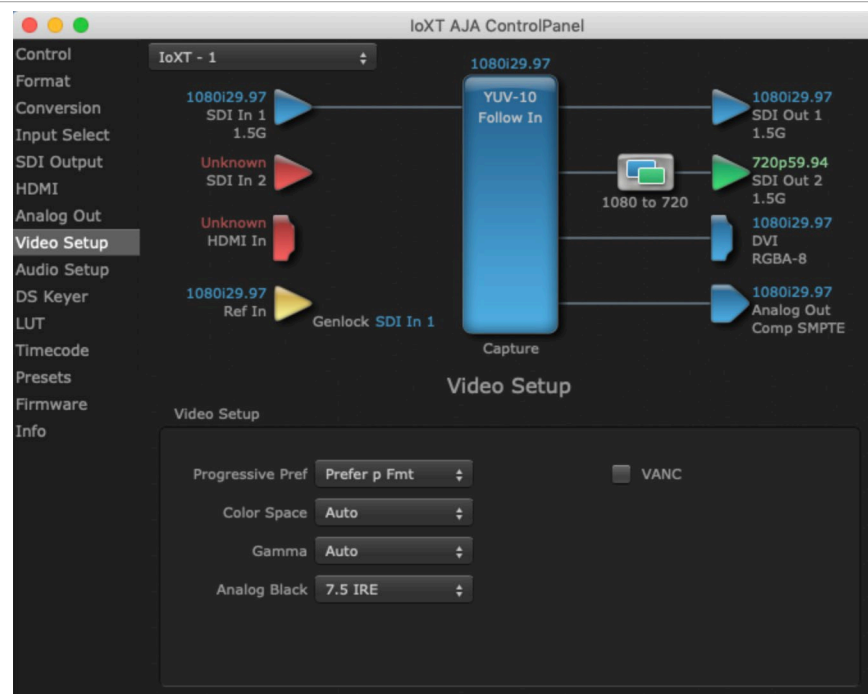 IoXT AJA ControlPanel
Control
Format
Conversion
Input Select
SDI Output
HDMI
Analog Out
Video Setup
Audio Setup
DS Keyer
LUT
Timecode
Presets
Firmware
Info
IoXT - 1
1080i29.97
SDI In 1
1.5G
Unknown
SDI In 2
Unknown
HDMI In
1080i29.97
Ref In
Genlock SDI In 1
1080i29.97
YUV-10
Follow In
Capture
1080 to 720
1080i29.97
SDI Out 1
1.5G
720p59.94
SDI Out 2
1.5G
1080i29.97
DVI
RGBA-8
1080i29.97
Analog Out
Comp SMPTE
Video Setup
Video Setup
Progressive Pref Prefer p Fmt
VANC
Color Space Auto
Gamma Auto
Analog Black 7.5 IRE